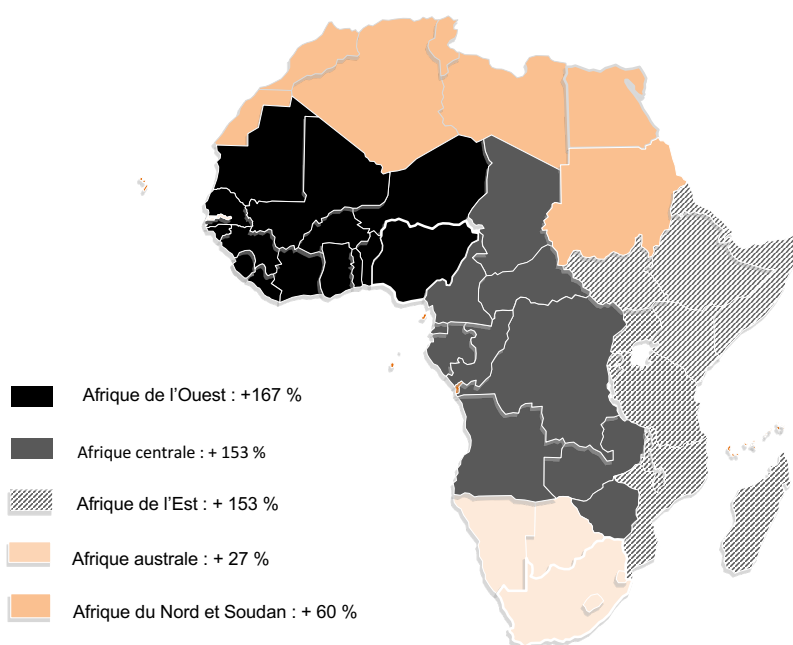 Afrique de l’Ouest : +167 %
Afrique centrale : + 153 %
Afrique de l’Est : + 153 %
Afrique australe : + 27 %
Afrique du Nord et Soudan : + 60 %